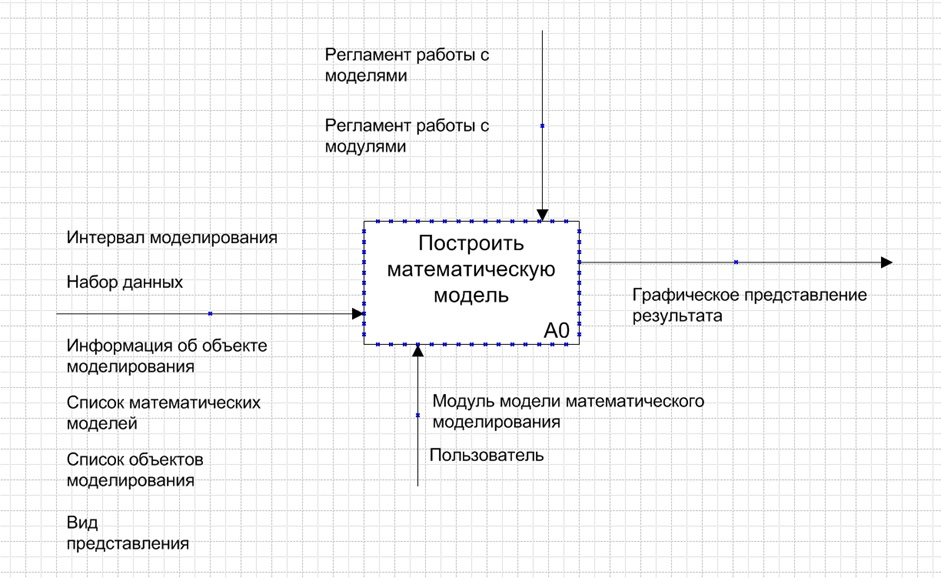 Регламент работы с
моделями
Регламент работы с
модулями
Интервал моделирования
Набор данных
Построить
математическую
модель
A0
Графическое представление
результата
Информация об объекте
моделирования
Список математических
моделей
Список объектов
моделирования
Вид
представления
Модуль модели математического
моделирования
Пользователь